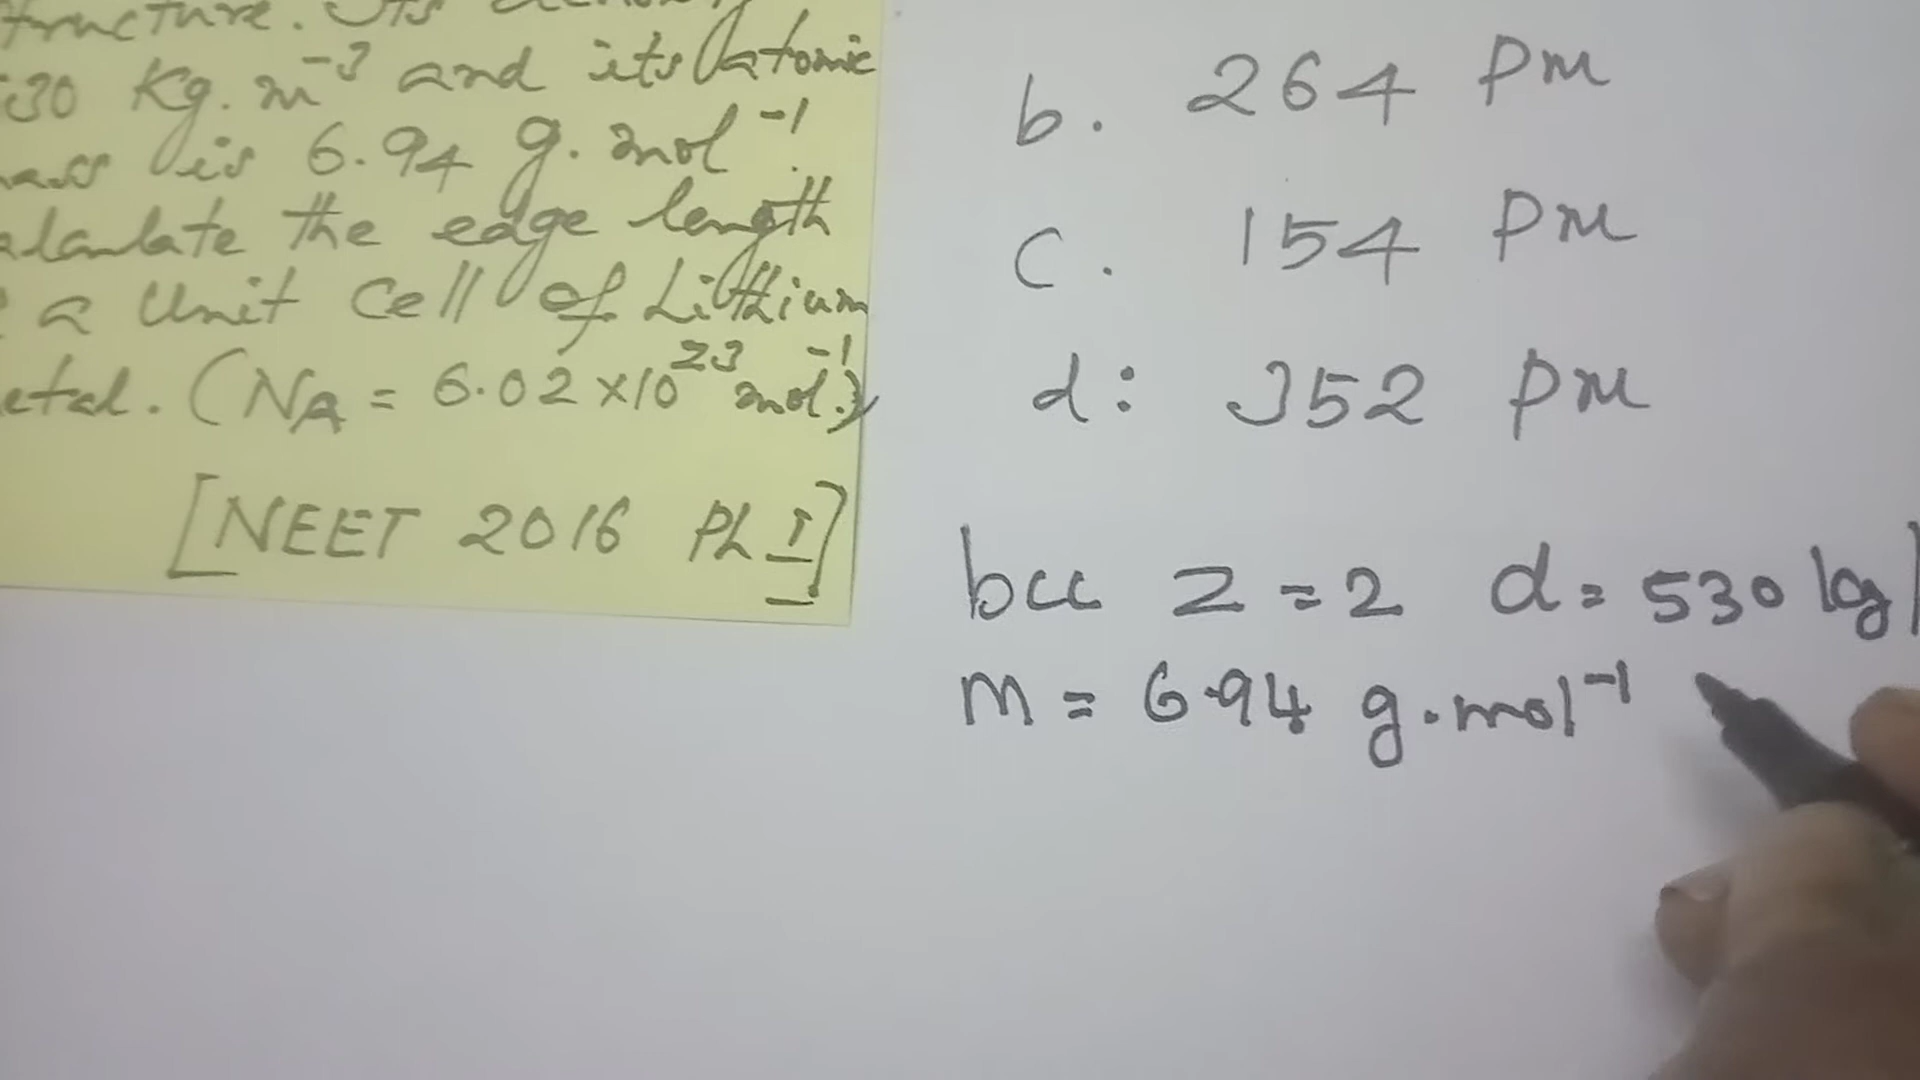 structure. Its
530 Kg. m⁻³ and its atomic
mass is 6.94 g. mol⁻¹.
calculate the edge length
a Unit Cell of Lithium
metal. (NA = 6.02 ×10²³ mol⁻¹.)
[NEET 2016 Ph I]
b. 264 pm
c. 154 pm
d: 352 pm
bcc Z = 2 d = 530 kg|
m = 6.94 g.mol⁻¹